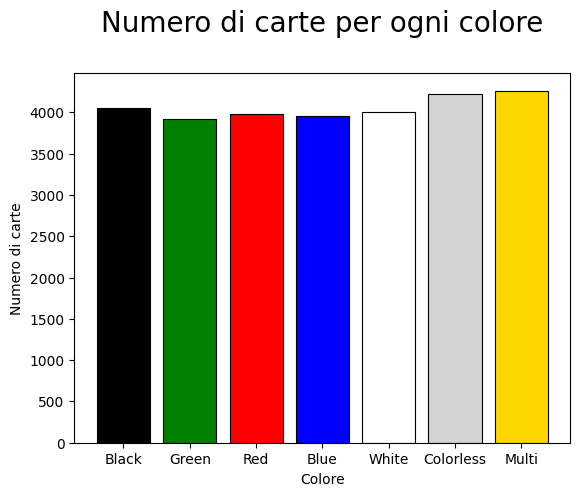 Numero di carte per ogni colore
Numero di carte
4000
3500
3000
2500
2000
1500
1000
500
0
Black Green Red Blue White Colorless Multi
Colore